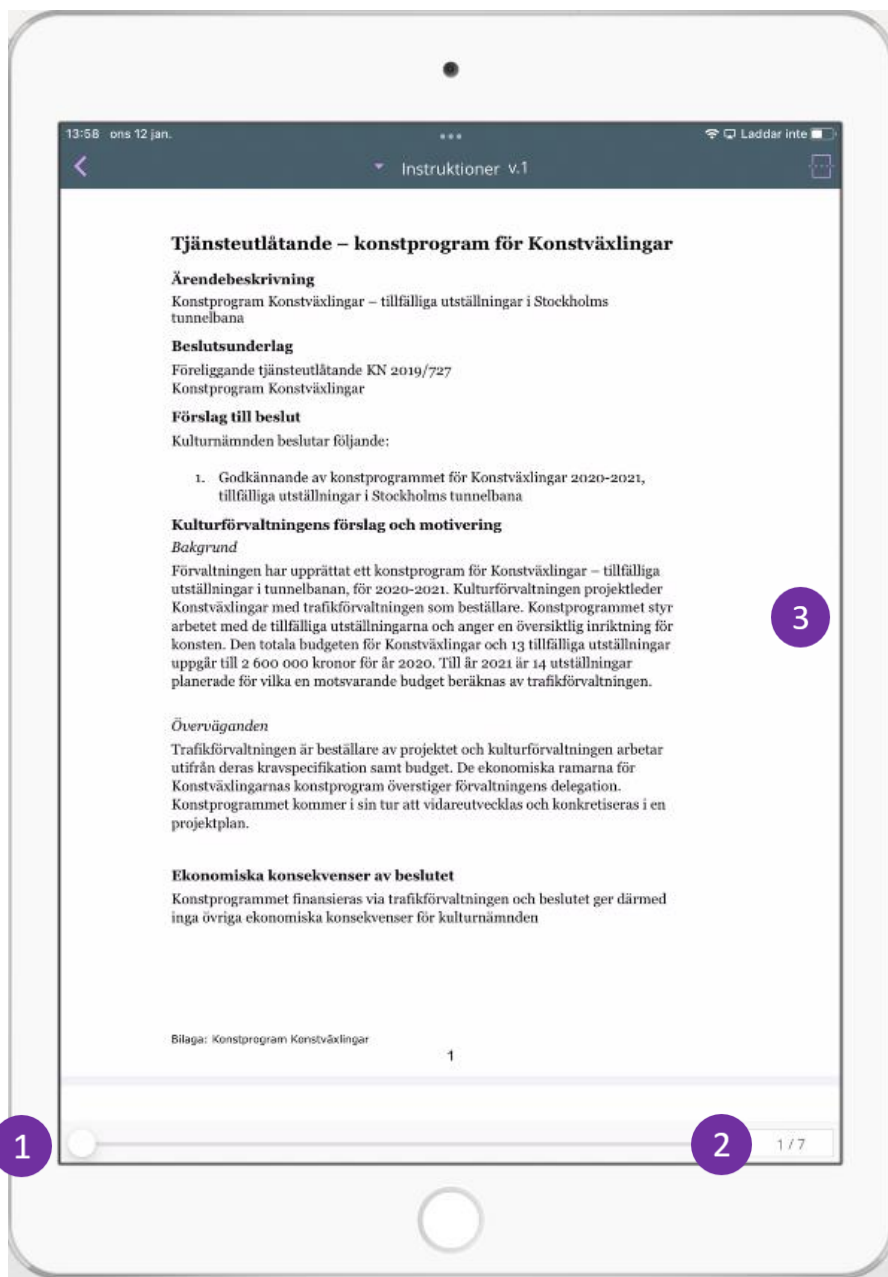 13:58 ons 12 jan.
Laddar inte
Instruktioner v.1
Tjänsteutlåtande – konstprogram för Konstväxlingar
Ärendebeskrivning
Konstprogram Konstväxlingar – tillfälliga utställningar i Stockholms
tunnelbana
Beslutsunderlag
Föreliggande tjänsteutlåtande KN 2019/727
Konstprogram Konstväxlingar
Förslag till beslut
Kulturnämnden beslutar följande:
1. Godkännande av konstprogrammet för Konstväxlingar 2020-2021,
tillfälliga utställningar i Stockholms tunnelbana
Kulturförvaltningens förslag och motivering
Bakgrund
Förvaltningen har upprättat ett konstprogram för Konstväxlingar – tillfälliga
utställningar i tunnelbanan, för 2020-2021. Kulturförvaltningen projektleder
Konstväxlingar med trafikförvaltningen som beställare. Konstprogrammet styr
arbetet med de tillfälliga utställningarna och anger en översiktlig inriktning för
konsten. Den totala budgeten för Konstväxlingar och 13 tillfälliga utställningar
uppgår till 2 600 000 kronor för år 2020. Till år 2021 är 14 utställningar
planerade för vilka en motsvarande budget beräknas av trafikförvaltningen.
3
Överväganden
Trafikförvaltningen är beställare av projektet och kulturförvaltningen arbetar
utifrån deras kravspecifikation samt budget. De ekonomiska ramarna för
Konstväxlingarnas konstprogram överstiger förvaltningens delegation.
Konstprogrammet kommer i sin tur att vidareutvecklas och konkretiseras i en
projektplan.
Ekonomiska konsekvenser av beslutet
Konstprogrammet finansieras via trafikförvaltningen och beslutet ger därmed
inga övriga ekonomiska konsekvenser för kulturnämnden
Bilaga: Konstprogram Konstväxlingar
1
1
2
1 / 7